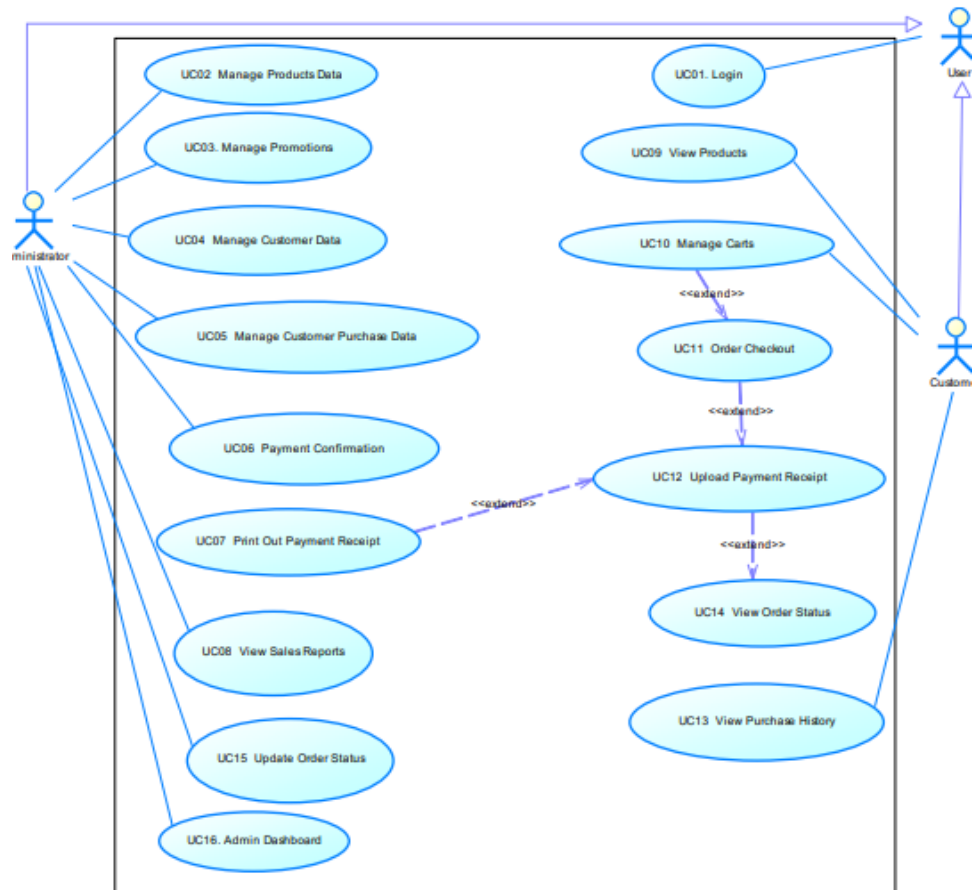 User
UC02 Manage Products Data
UC01. Login
UC03. Manage Promotions
UC09 View Products
ministrator
UC04 Manage Customer Data
UC10 Manage Carts
<<extend>>
UC05 Manage Customer Purchase Data
UC11 Order Checkout
Custome
<<extend>>
UC06 Payment Confirmation
UC12 Upload Payment Receipt
<<extend>>
UC07 Print Out Payment Receipt
<<extend>>
UC14 View Order Status
UC08 View Sales Reports
UC13 View Purchase History
UC15 Update Order Status
UC16. Admin Dashboard